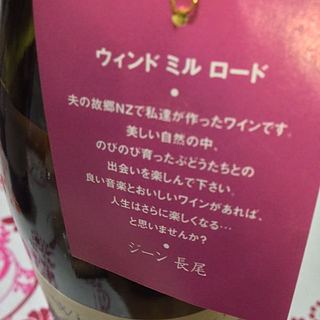 ウィンド ミル ロード
夫の故郷NZで私達が作ったワインです。
美しい自然の中、
のびのび育ったぶどうたちとの
出会いを楽しんで下さい。
良い音楽とおいしいワインがあれば、
人生はさらに楽しくなる…
と思いませんか?
ジーン 長尾